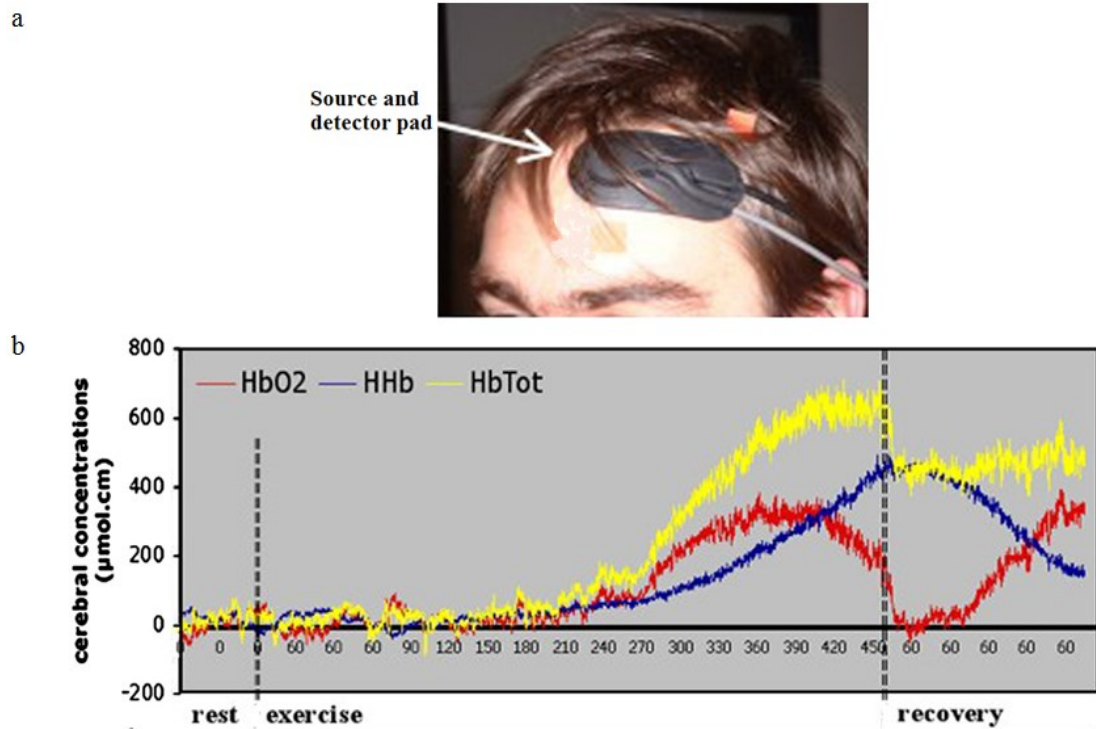 a
Source and
detector pad
b
800
600
400
200
0
-200
cerebral concentrations
(µmol.cm)
HbO2 HHb HbTot
0 0 60 60 60 90 120 150 180 210 240 270 300 330 360 390 420 450 60 60 60 60 60
rest exercise recovery